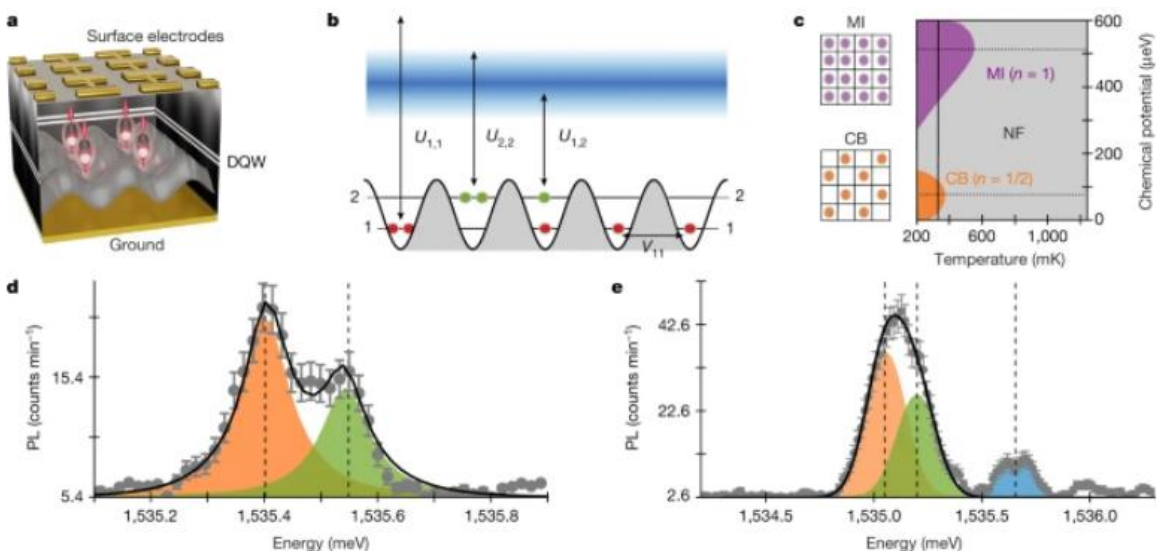 a
Surface electrodes
DQW
Ground
b
U1,1
U2,2
U1,2
2
2
1
1
V11
c
MI
CB
MI (n = 1)
NF
CB (n = 1/2)
600
400
200
0
Chemical potential (μeV)
200
600
1,000
Temperature (mK)
d
PL (counts min−1)
15.4
5.4
1,535.2
1,535.4
1,535.6
1,535.8
Energy (meV)
e
PL (counts min−1)
42.6
22.6
2.6
1,534.5
1,535.0
1,535.5
1,536.0
Energy (meV)